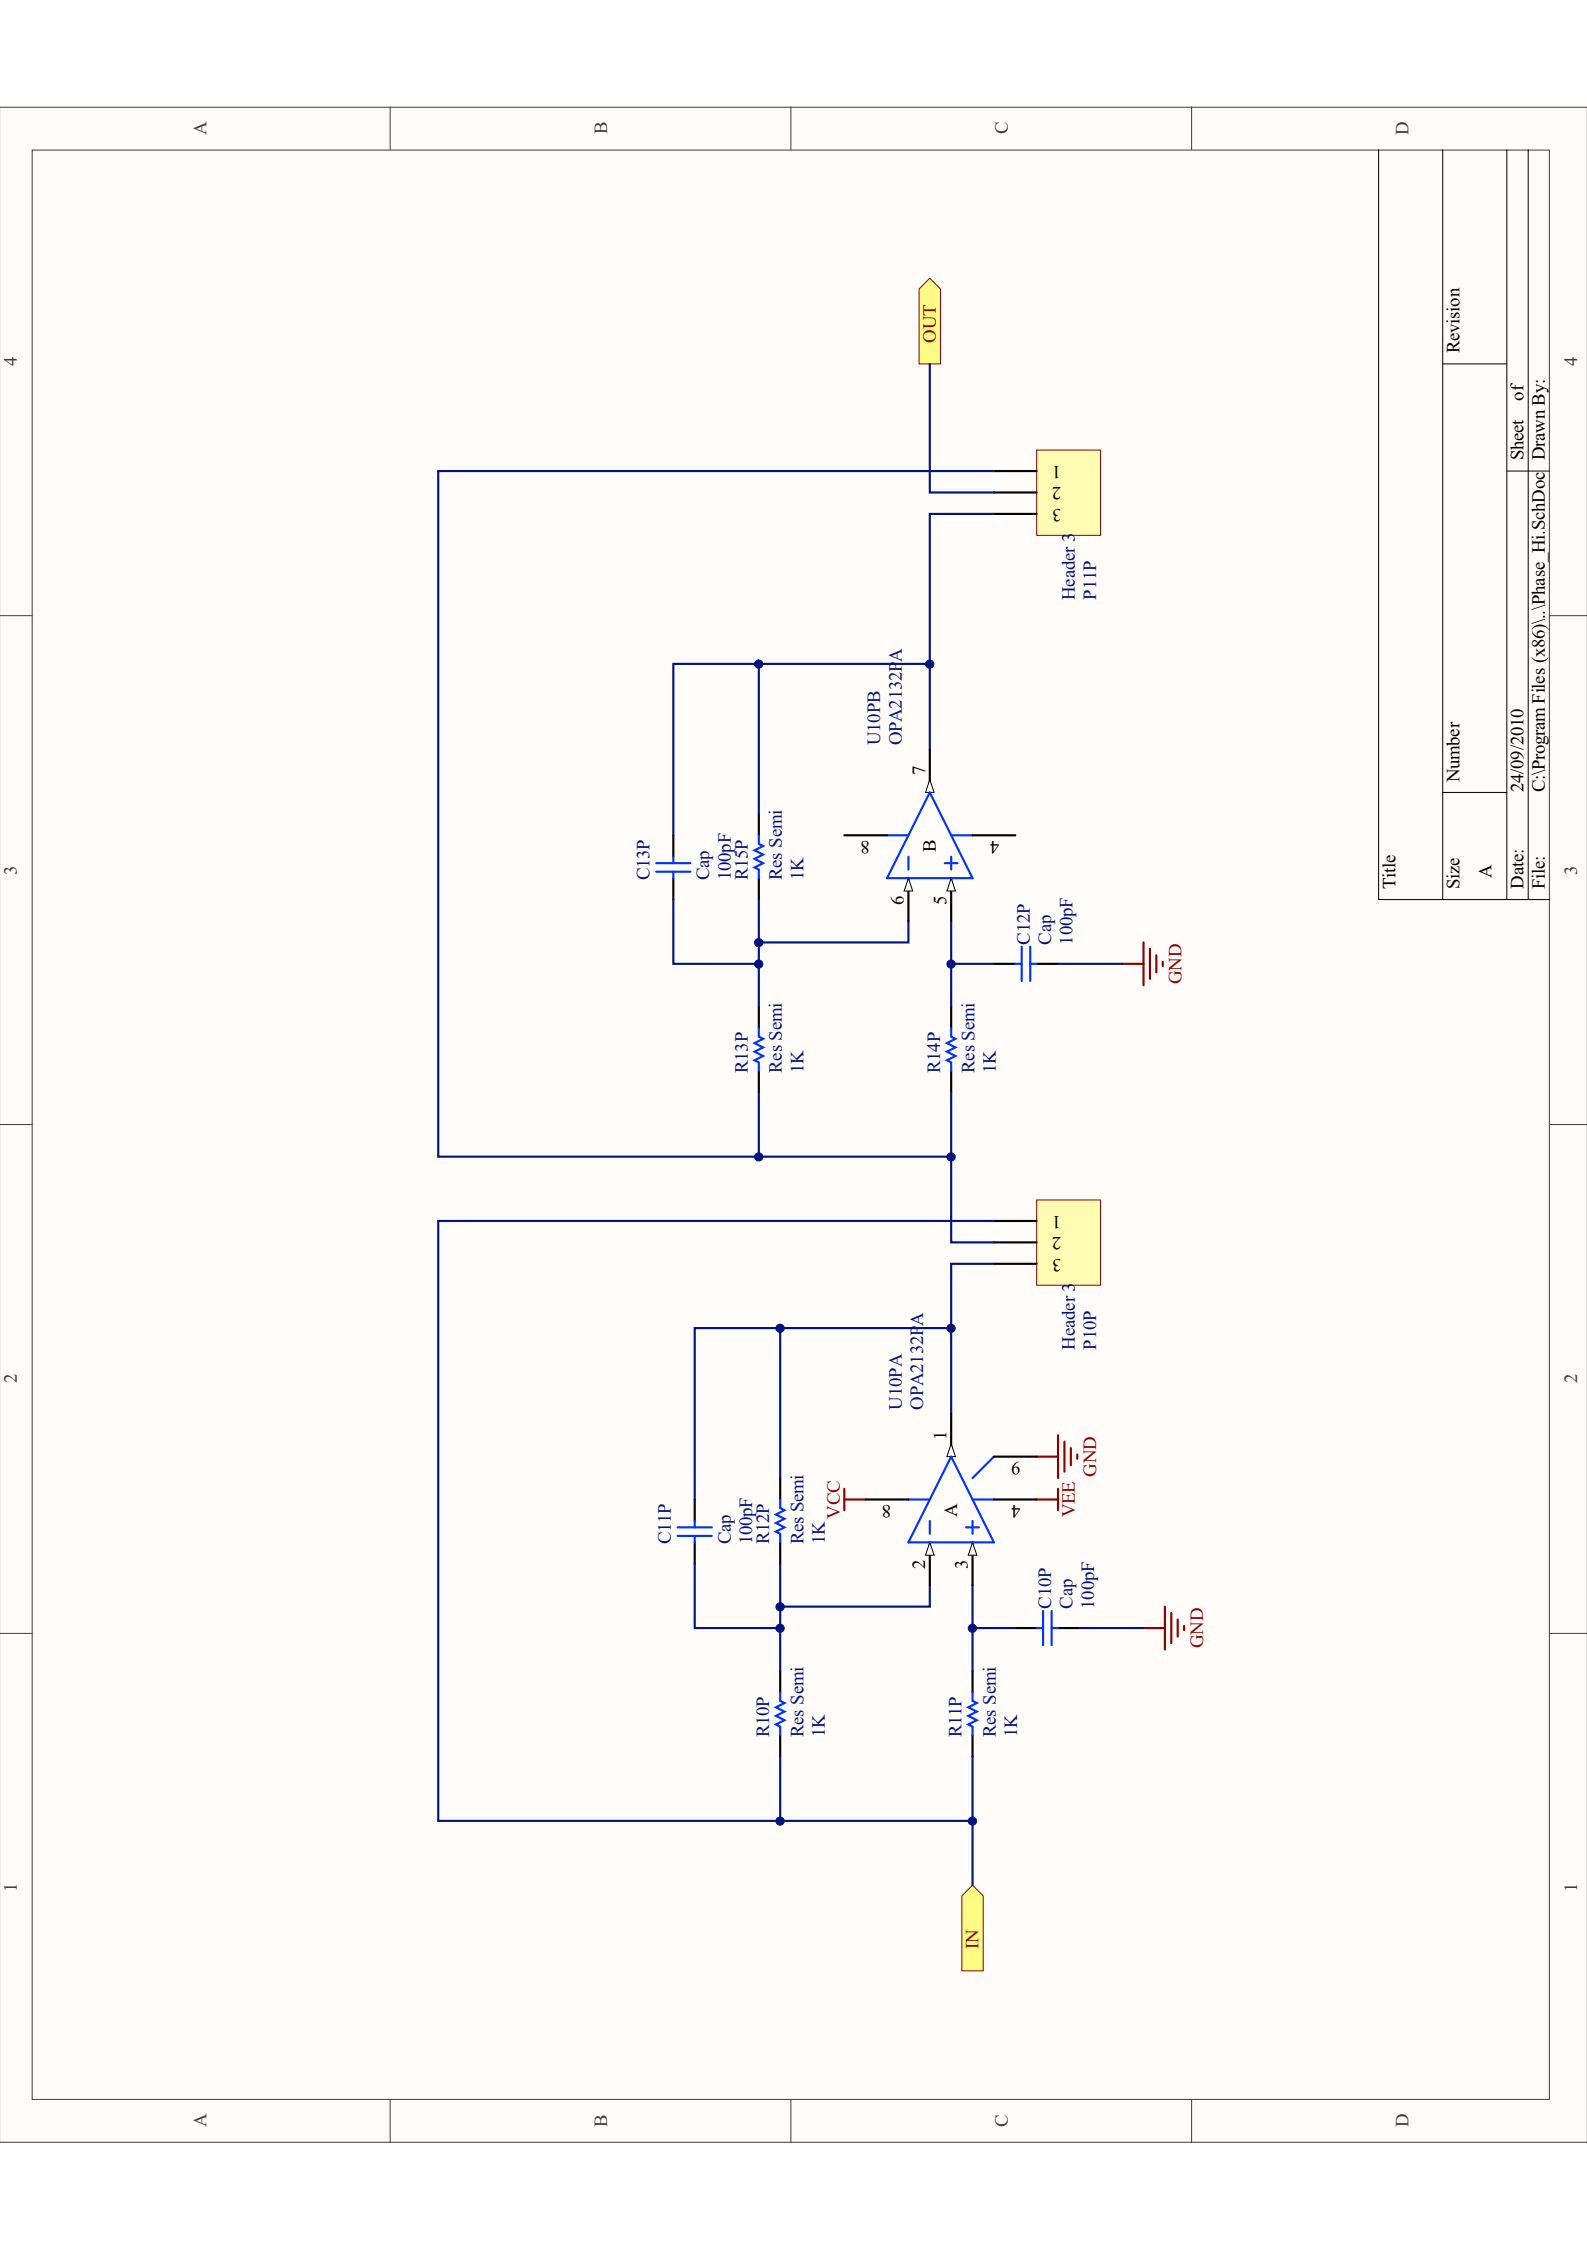 1
2
3
4
A
A
B
B
C
C
D
D
1
2
3
4
IN
R10P
Res Semi
1K
R11P
Res Semi
1K
C11P
Cap
100pF
R12P
Res Semi
1K
C10P
Cap
100pF
GND
VCC
8
2
3
A
1
4
VEE
9
GND
U10PA
OPA2132PA
3
2
1
Header 3
P10P
R13P
Res Semi
1K
R14P
Res Semi
1K
C13P
Cap
100pF
R15P
Res Semi
1K
C12P
Cap
100pF
GND
8
6
5
B
7
4
U10PB
OPA2132PA
3
2
1
Header 3
P11P
OUT
Title
Size
Number
Revision
A
Date:
24/09/2010
Sheet of
File:
C:\Program Files (x86)\..\Phase_Hi.SchDoc
Drawn By: